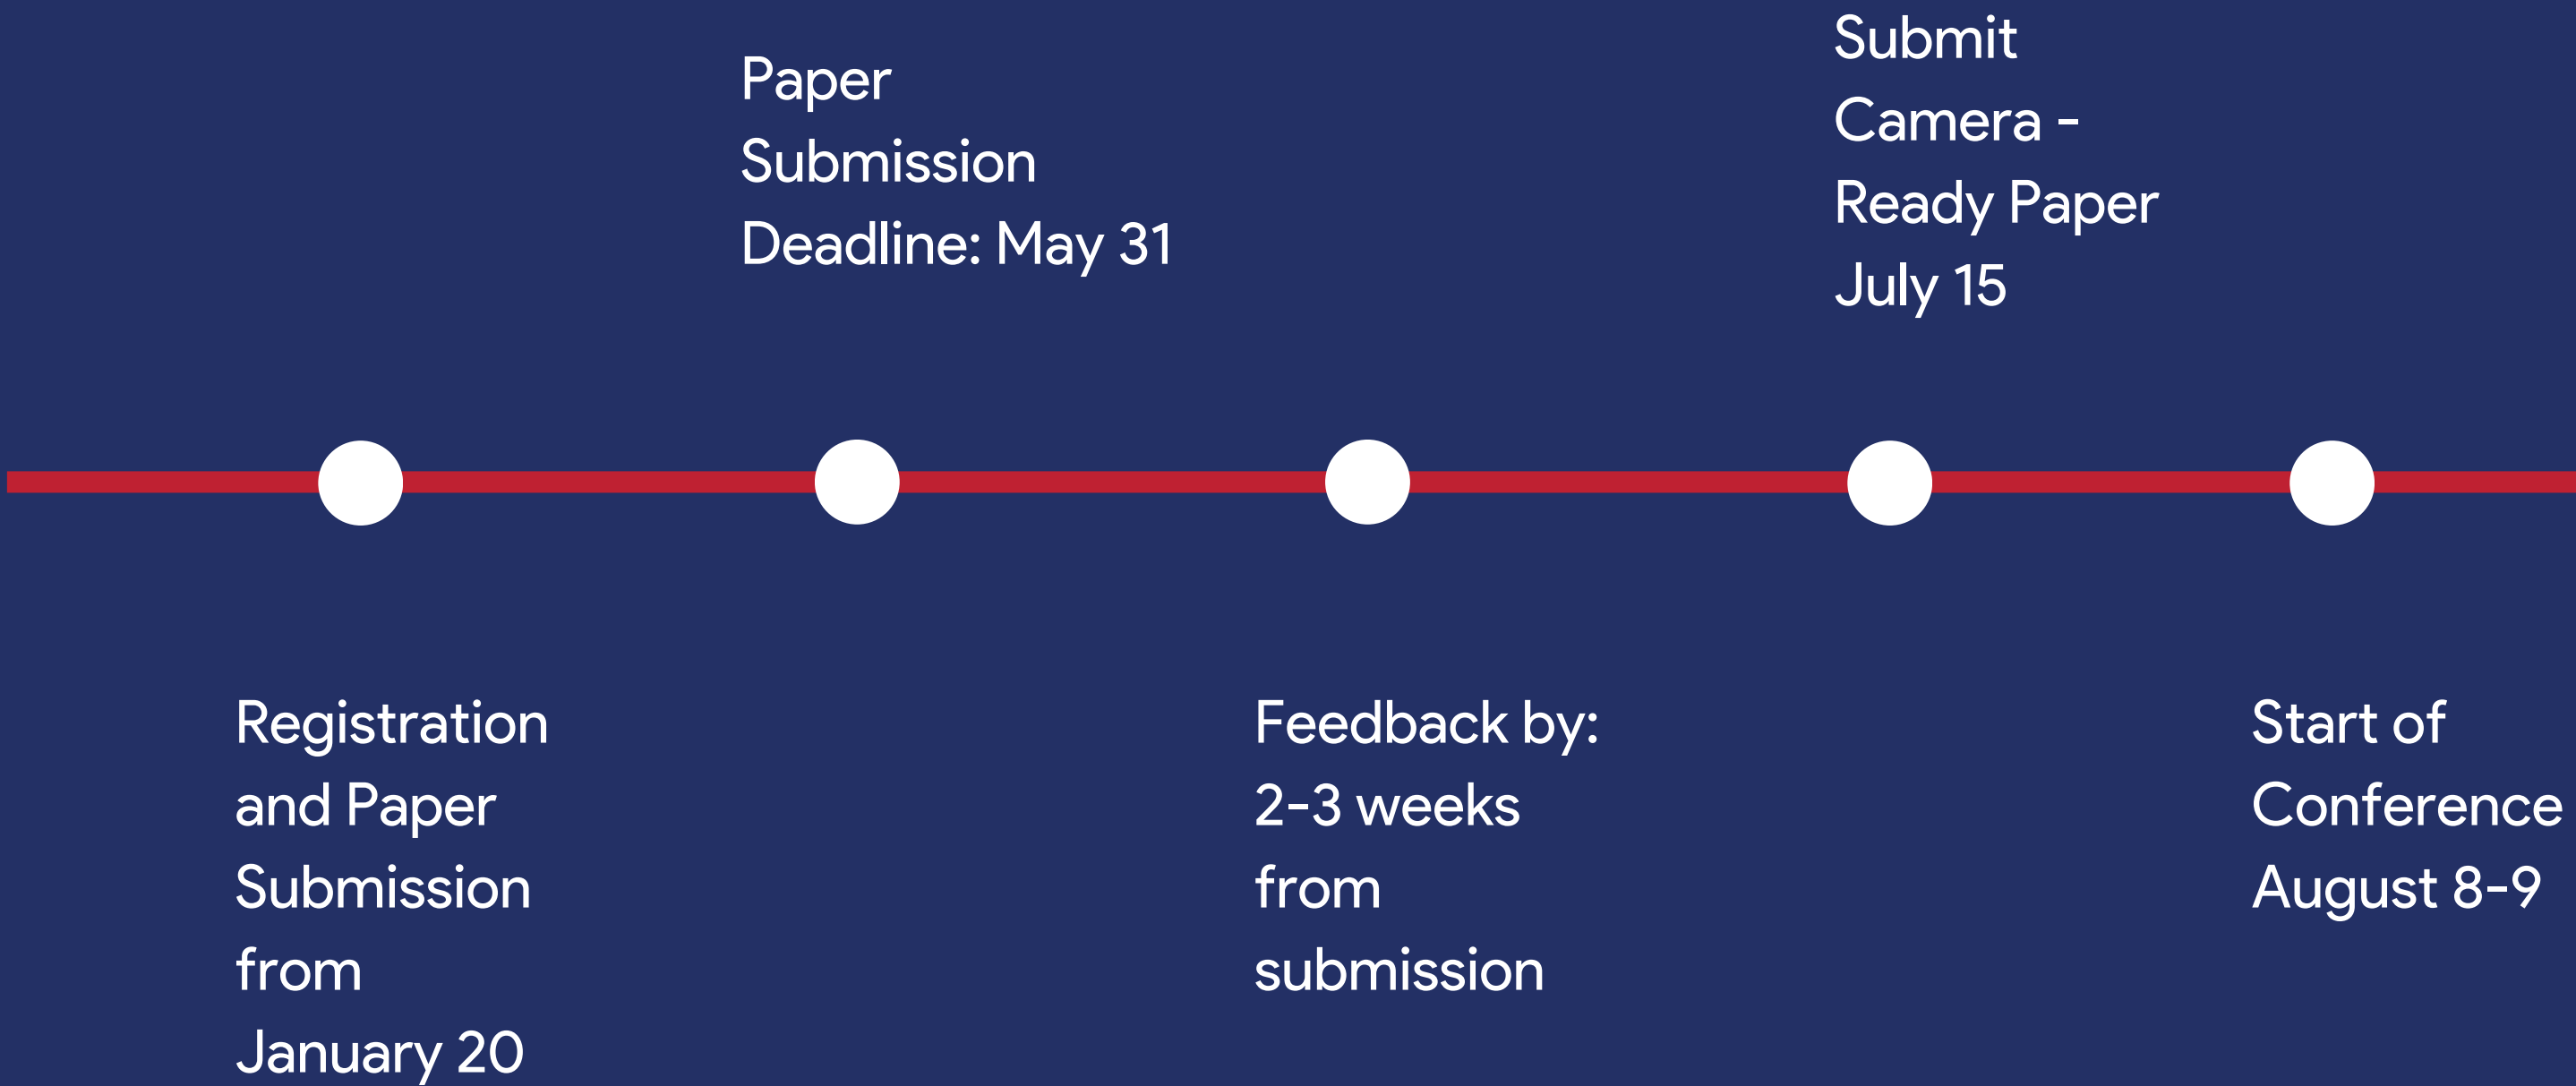 Registration
and Paper
Submission
from
January 20
Paper
Submission
Deadline: May 31
Feedback by:
2-3 weeks
from
submission
Submit
Camera -
Ready Paper
July 15
Start of
Conference
August 8-9